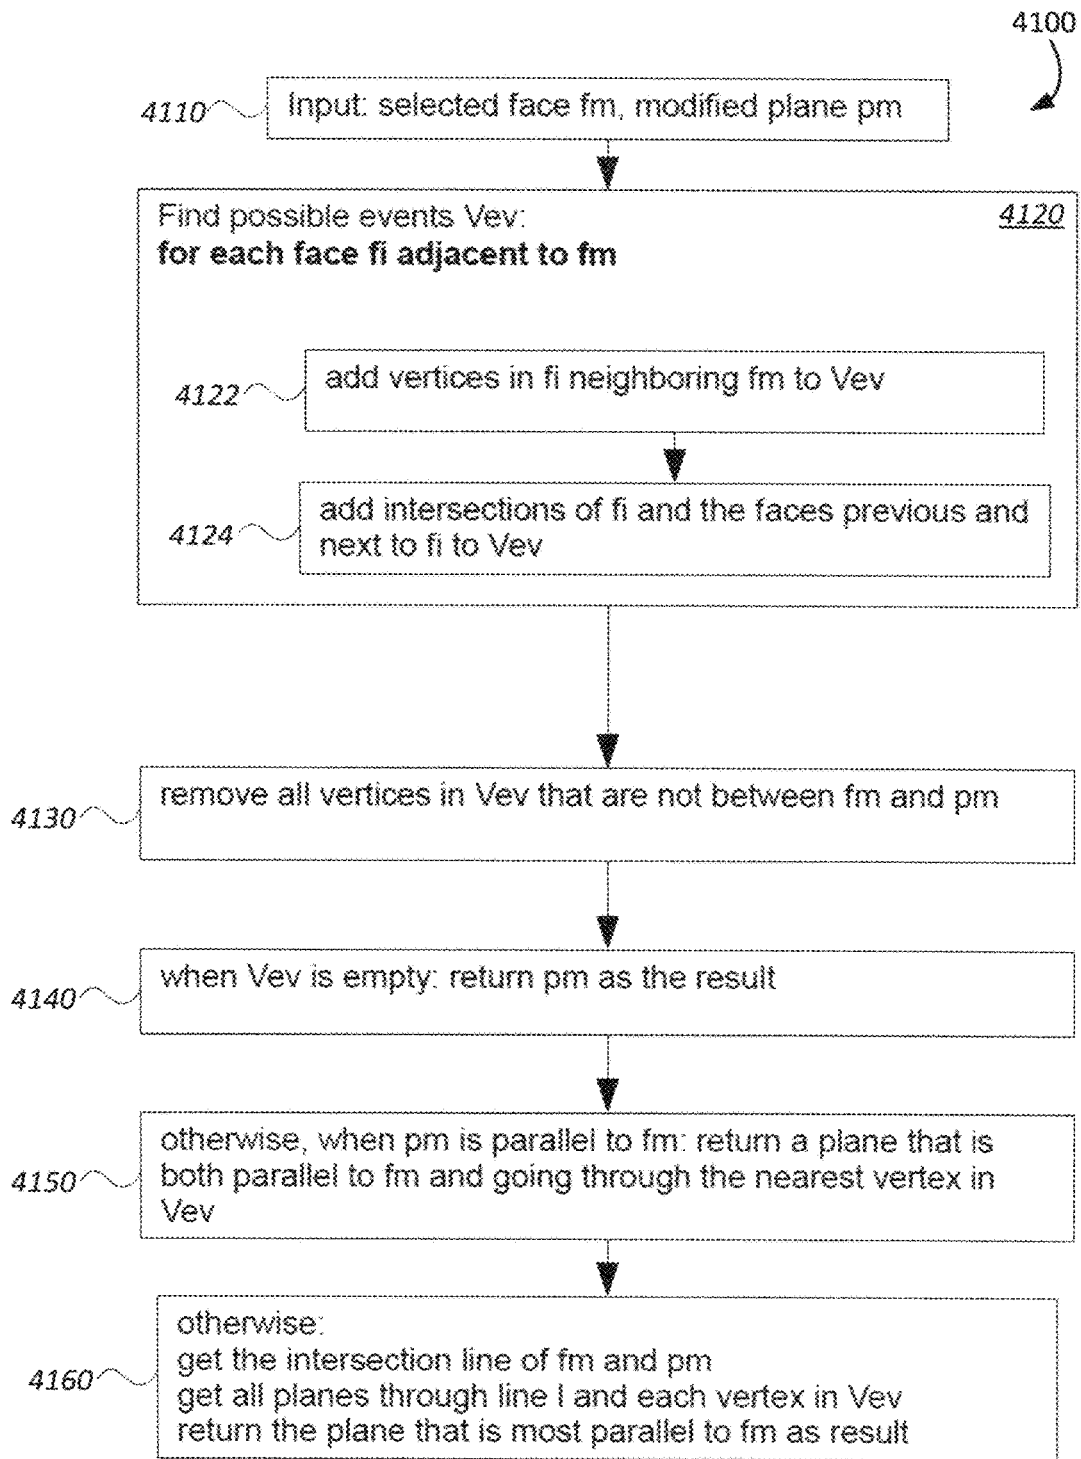 4100
4110
Input: selected face fm, modified plane pm
Find possible events Vev:
4120
for each face fi adjacent to fm
4122
add vertices in fi neighboring fm to Vev
4124
add intersections of fi and the faces previous and
next to fi to Vev
4130
remove all vertices in Vev that are not between fm and pm
4140
when Vev is empty: return pm as the result
4150
otherwise, when pm is parallel to fm: return a plane that is
both parallel to fm and going through the nearest vertex in
Vev
4160
otherwise:
get the intersection line of fm and pm
get all planes through line l and each vertex in Vev
return the plane that is most parallel to fm as result